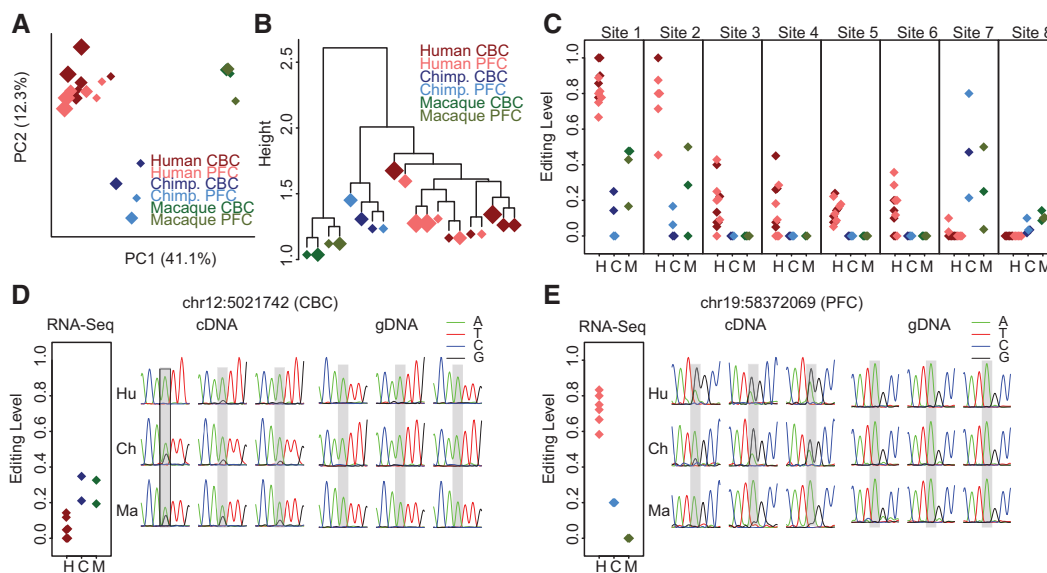 A
PC2 (12.3%)
PC1 (41.1%)
Human CBC
Human PFC
Chimp. CBC
Chimp. PFC
Macaque CBC
Macaque PFC
B
Height
2.5
2.0
1.5
1.0
Human CBC
Human PFC
Chimp. CBC
Chimp. PFC
Macaque CBC
Macaque PFC
C
Site 1 Site 2 Site 3 Site 4 Site 5 Site 6 Site 7 Site 8
Editing Level
1.0
0.8
0.6
0.4
0.2
0.0
H C M H C M H C M H C M H C M H C M H C M H C M
D
chr12:5021742 (CBC)
RNA-Seq cDNA gDNA
A
T
C
G
Editing Level
1.0
0.8
0.6
0.4
0.2
0.0
H C M
Hu
Ch
Ma
E
chr19:58372069 (PFC)
RNA-Seq cDNA gDNA
A
T
C
G
Editing Level
1.0
0.8
0.6
0.4
0.2
0.0
H C M
Hu
Ch
Ma